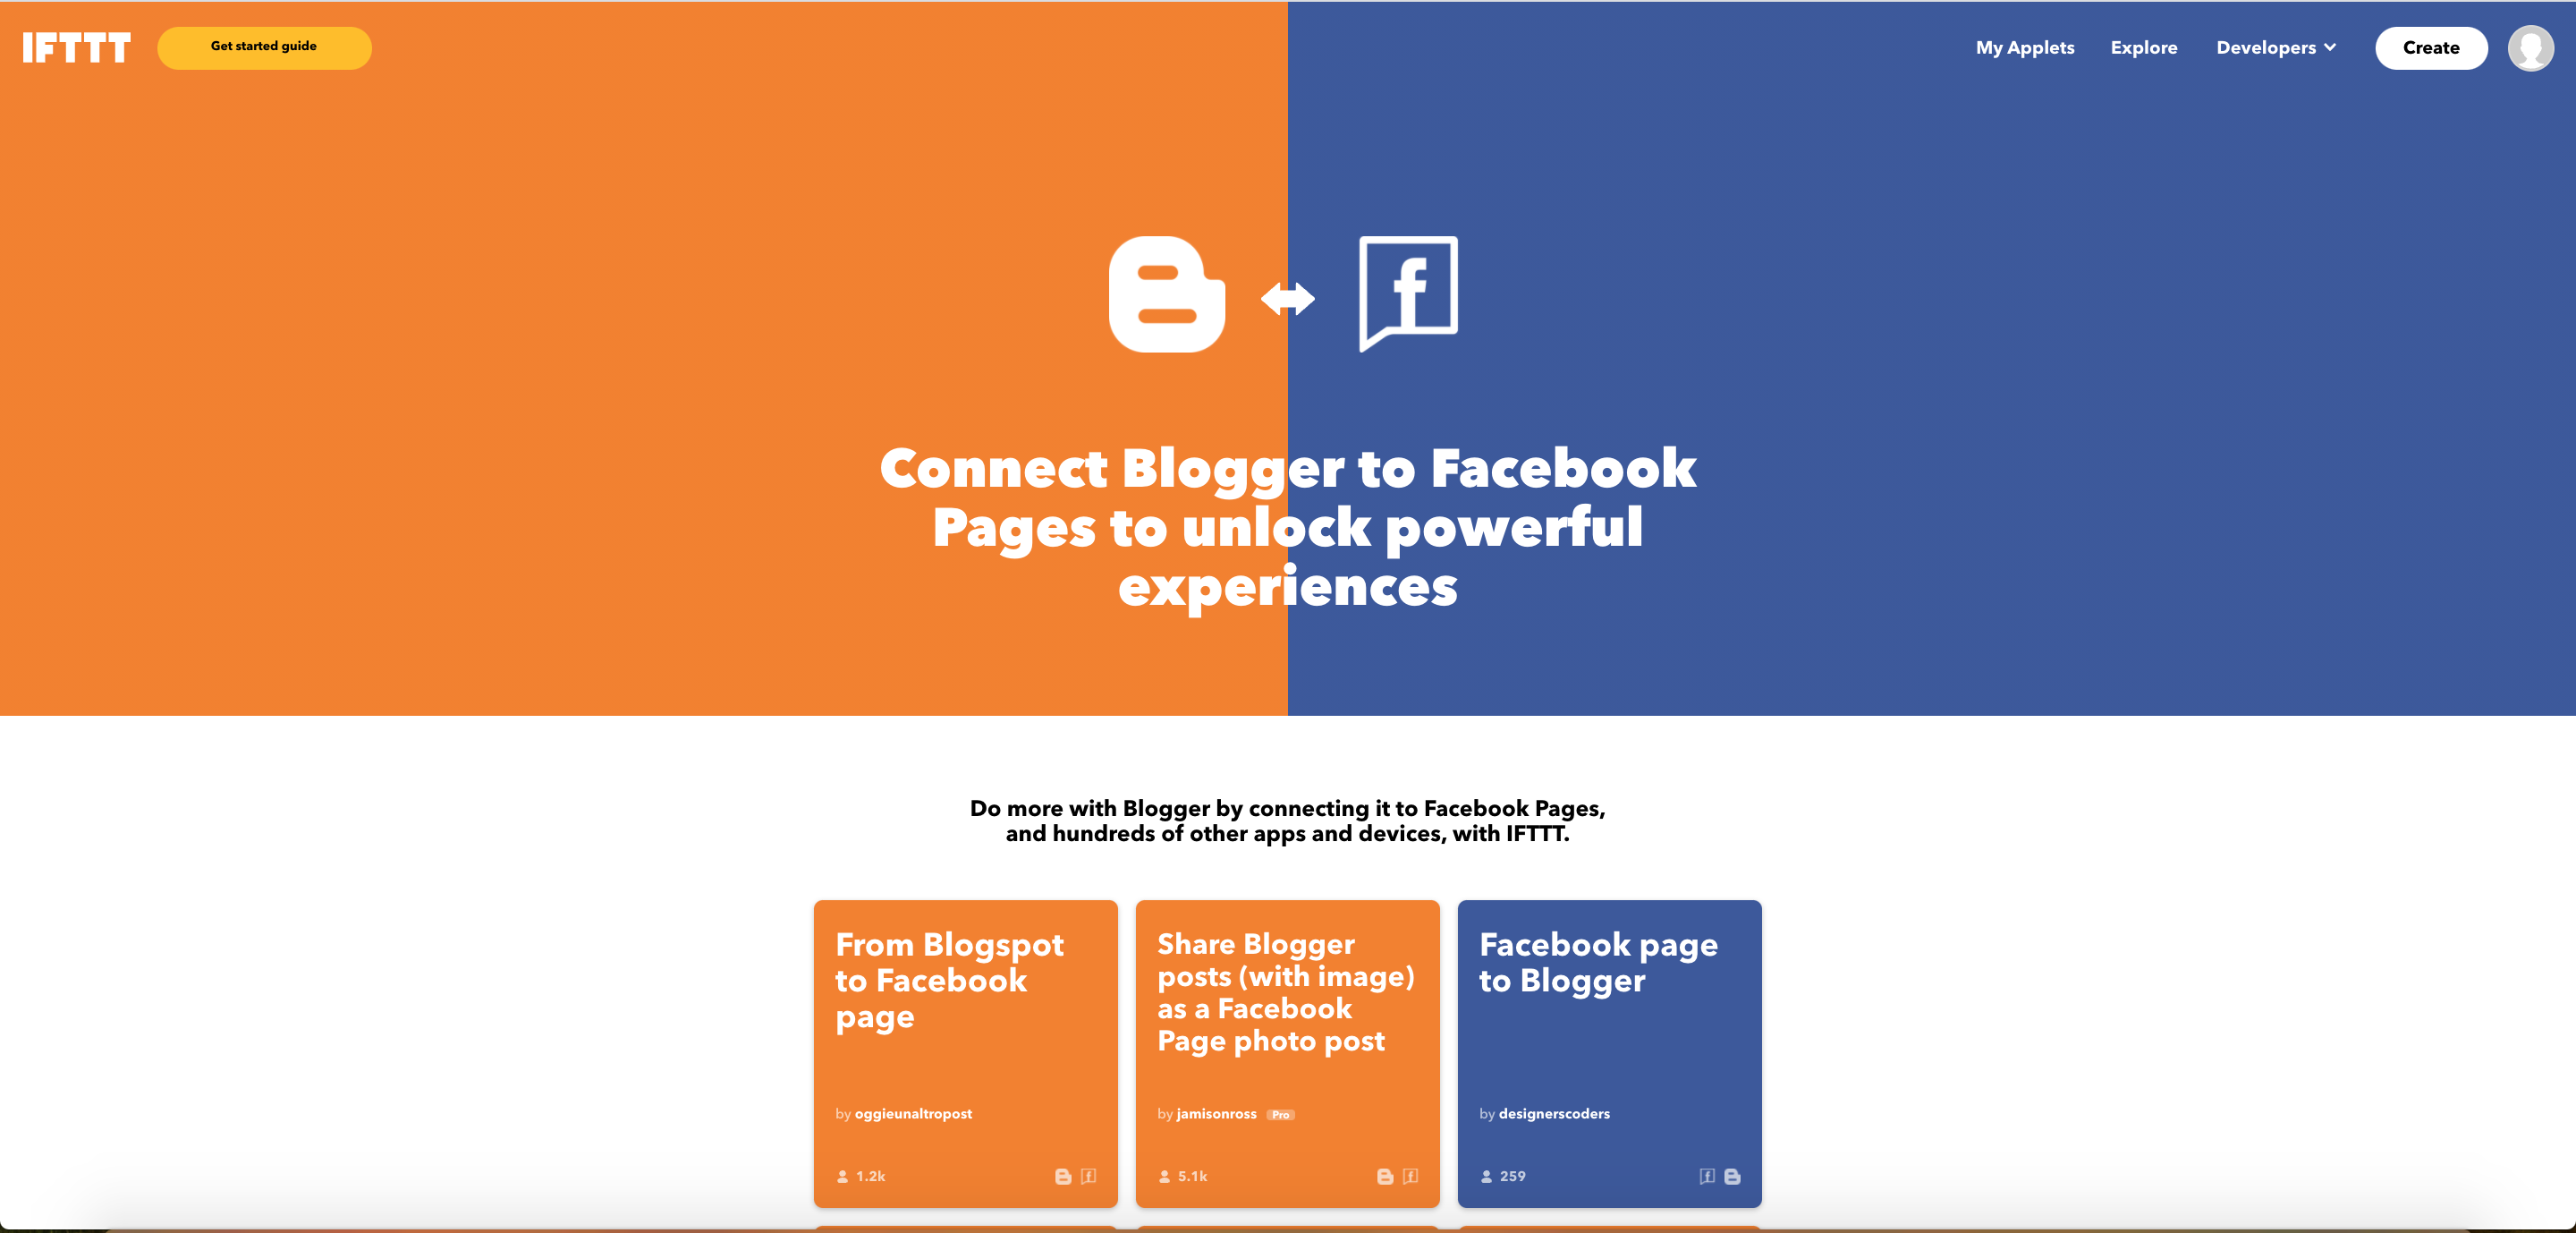 IFTTT
Get started guide
My Applets
Explore
Developers
Create
Connect Blogger to Facebook
Pages to unlock powerful
experiences
Do more with Blogger by connecting it to Facebook Pages,
and hundreds of other apps and devices, with IFTTT.
From Blogspot
to Facebook
page
by oggieunaltropost
1.2k
Share Blogger
posts (with image)
as a Facebook
Page photo post
by jamisonross Pro
5.1k
Facebook page
to Blogger
by designerscoders
259